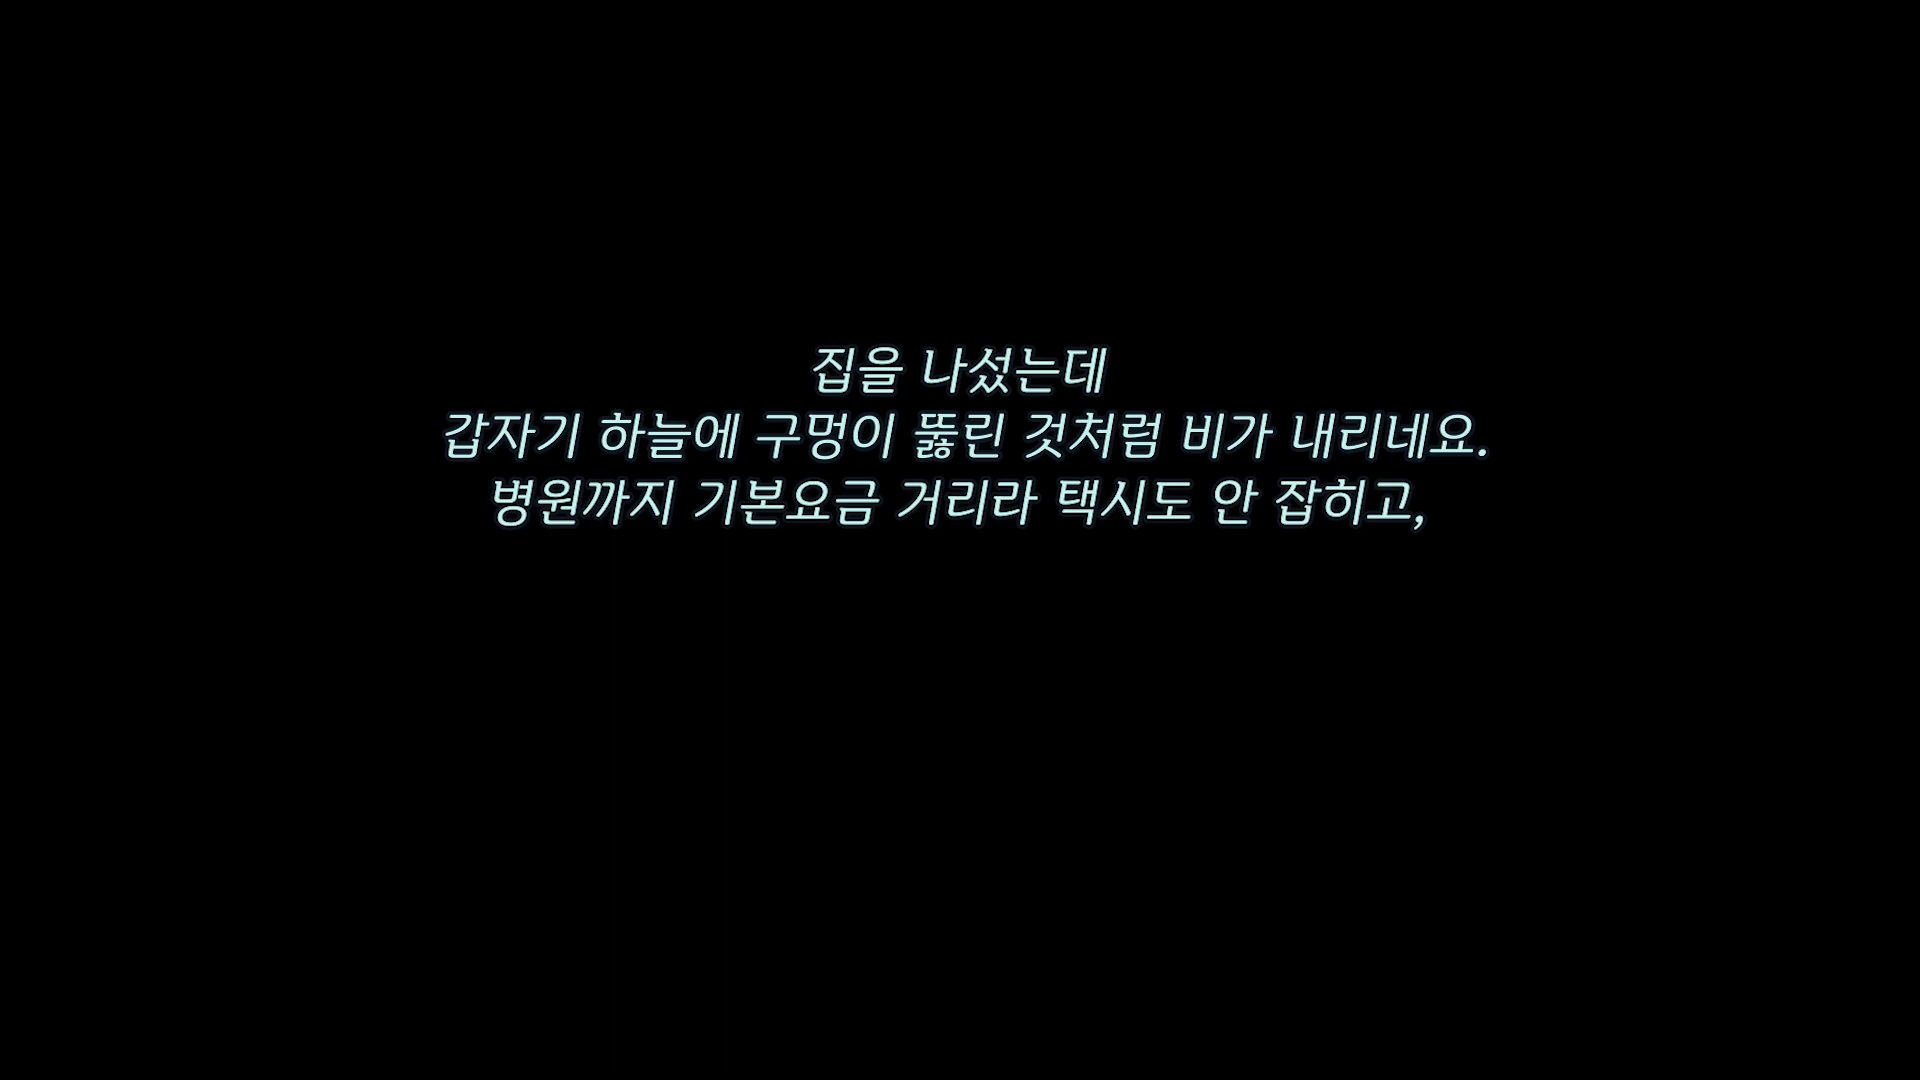 집을 나섰는데
갑자기 하늘에 구멍이 뚫린 것처럼 비가 내리네요.
병원까지 기본요금 거리라 택시도 안 잡히고,